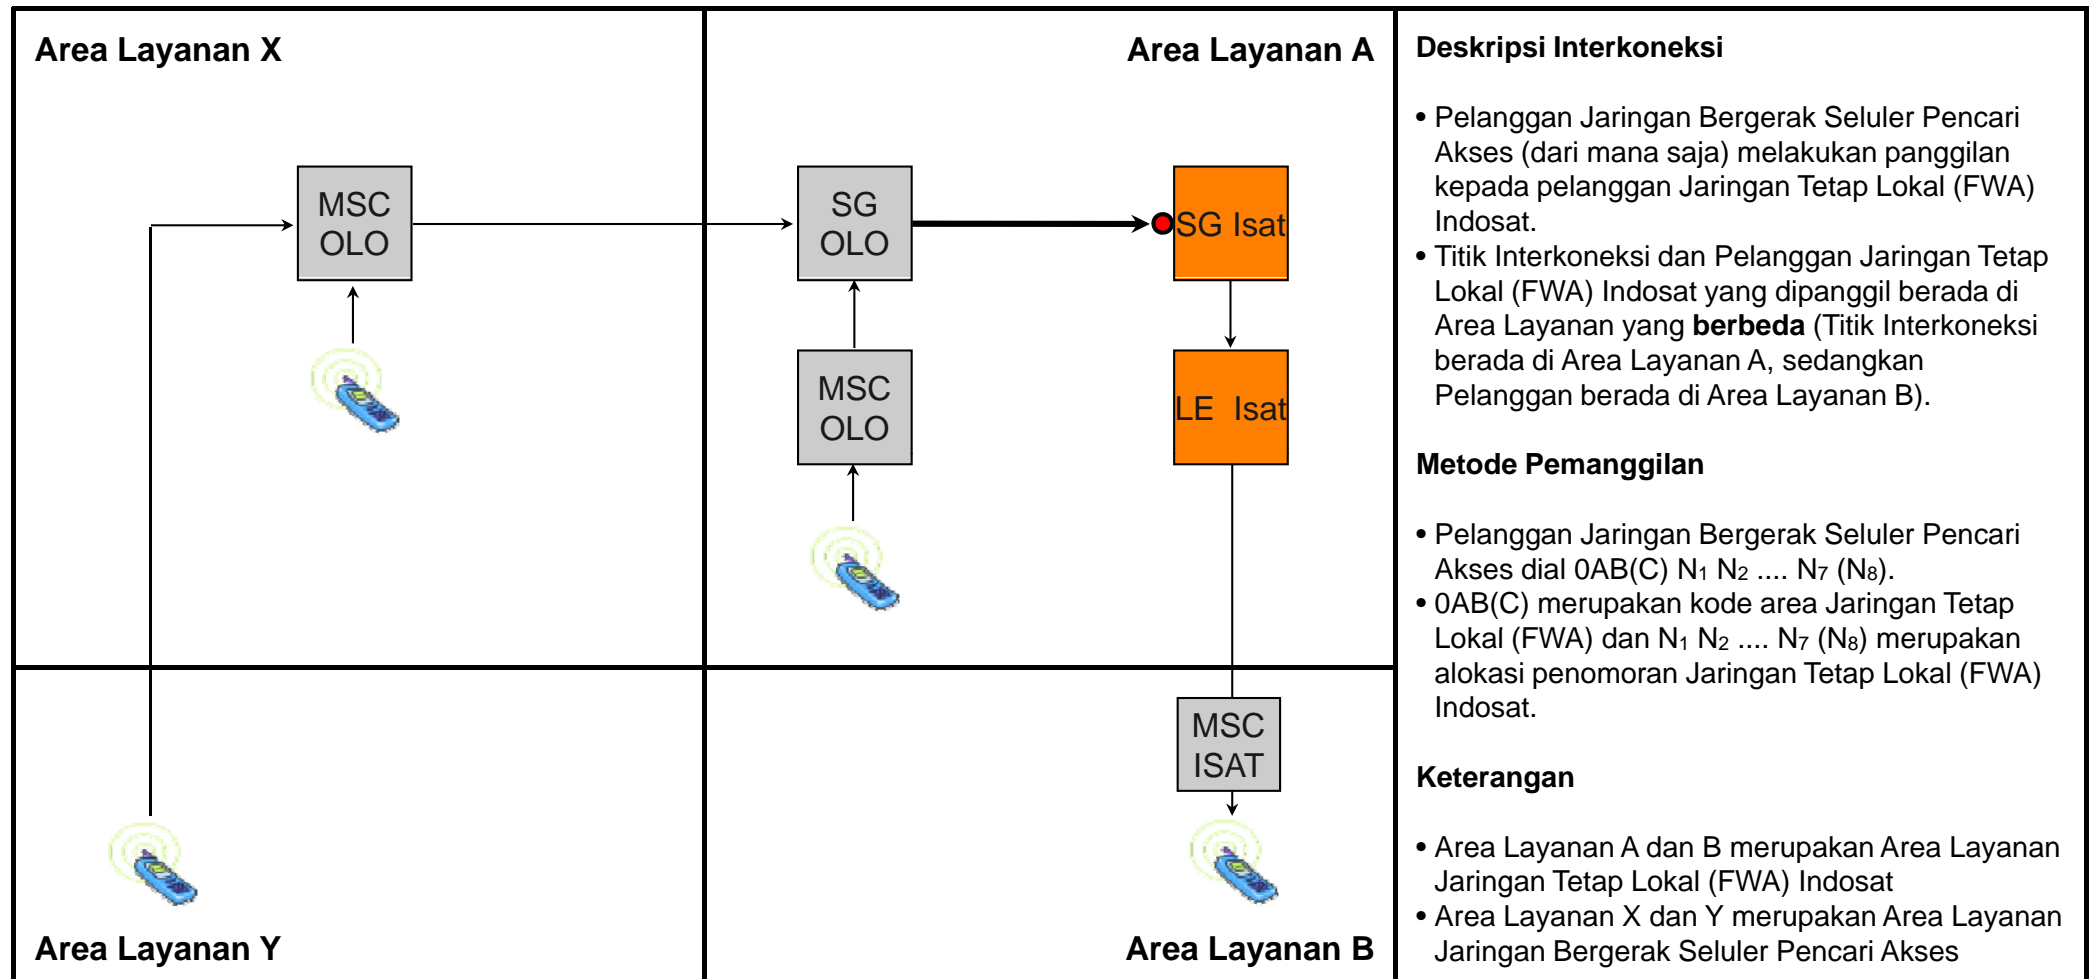 Area Layanan X
Area Layanan A
MSC
OLO
SG
OLO
SG Isat
MSC
OLO
LE Isat
MSC
ISAT
Area Layanan Y
Area Layanan B
Deskripsi Interkoneksi
• Pelanggan Jaringan Bergerak Seluler Pencari
Akses (dari mana saja) melakukan panggilan
kepada pelanggan Jaringan Tetap Lokal (FWA)
Indosat.
• Titik Interkoneksi dan Pelanggan Jaringan Tetap
Lokal (FWA) Indosat yang dipanggil berada di
Area Layanan yang berbeda (Titik Interkoneksi
berada di Area Layanan A, sedangkan
Pelanggan berada di Area Layanan B).
Metode Pemanggilan
• Pelanggan Jaringan Bergerak Seluler Pencari
Akses dial 0AB(C) N₁ N₂ .... N₇ (N₈).
• 0AB(C) merupakan kode area Jaringan Tetap
Lokal (FWA) dan N₁ N₂ .... N₇ (N₈) merupakan
alokasi penomoran Jaringan Tetap Lokal (FWA)
Indosat.
Keterangan
• Area Layanan A dan B merupakan Area Layanan
Jaringan Tetap Lokal (FWA) Indosat
• Area Layanan X dan Y merupakan Area Layanan
Jaringan Bergerak Seluler Pencari Akses